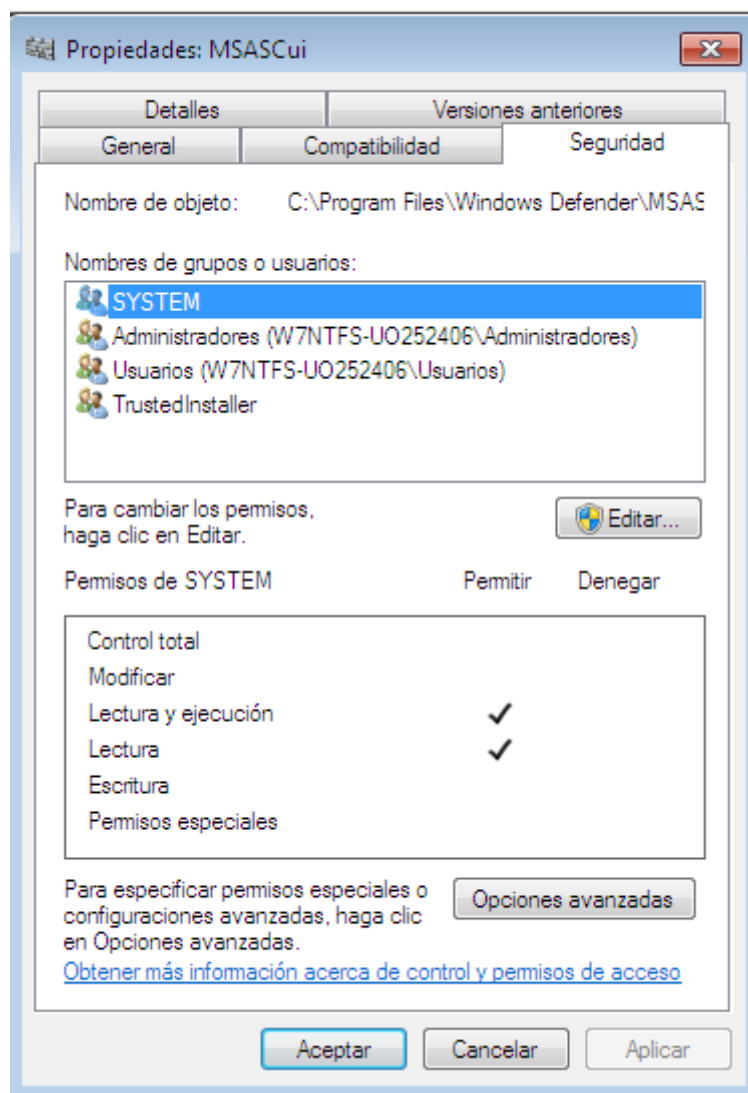 Propiedades: MSASCui
Detalles
Versiones anteriores
General
Compatibilidad
Seguridad
Nombre de objeto: C:\Program Files\Windows Defender\MSAS
Nombres de grupos o usuarios:
SYSTEM
Administradores (W7NTFS-UO252406\Administradores)
Usuarios (W7NTFS-UO252406\Usuarios)
TrustedInstaller
Para cambiar los permisos,
haga clic en Editar.
Editar...
Permisos de SYSTEM Permitir Denegar
Control total
Modificar
Lectura y ejecución
Lectura
Escritura
Permisos especiales
Para especificar permisos especiales o
configuraciones avanzadas, haga clic
en Opciones avanzadas.
Opciones avanzadas
Obtener más información acerca de control y permisos de acceso
Aceptar Cancelar Aplicar